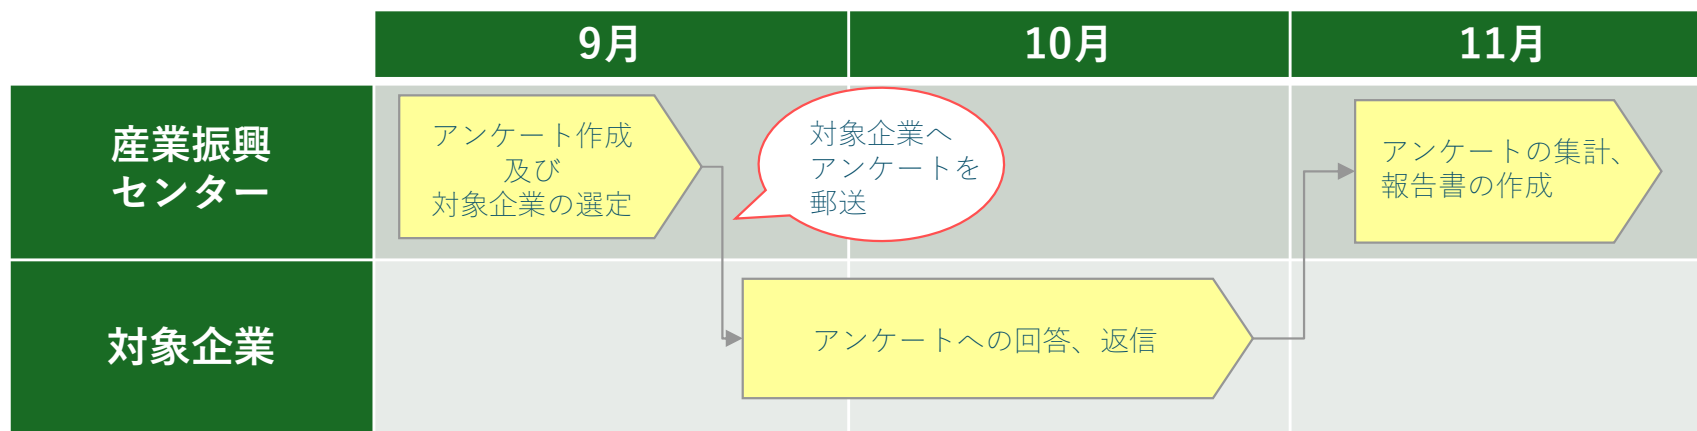 9月
10月
11月
産業振興
センター
アンケート作成
及び
対象企業の選定
対象企業へ
アンケートを
郵送
アンケートの集計、
報告書の作成
対象企業
アンケートへの回答、返信